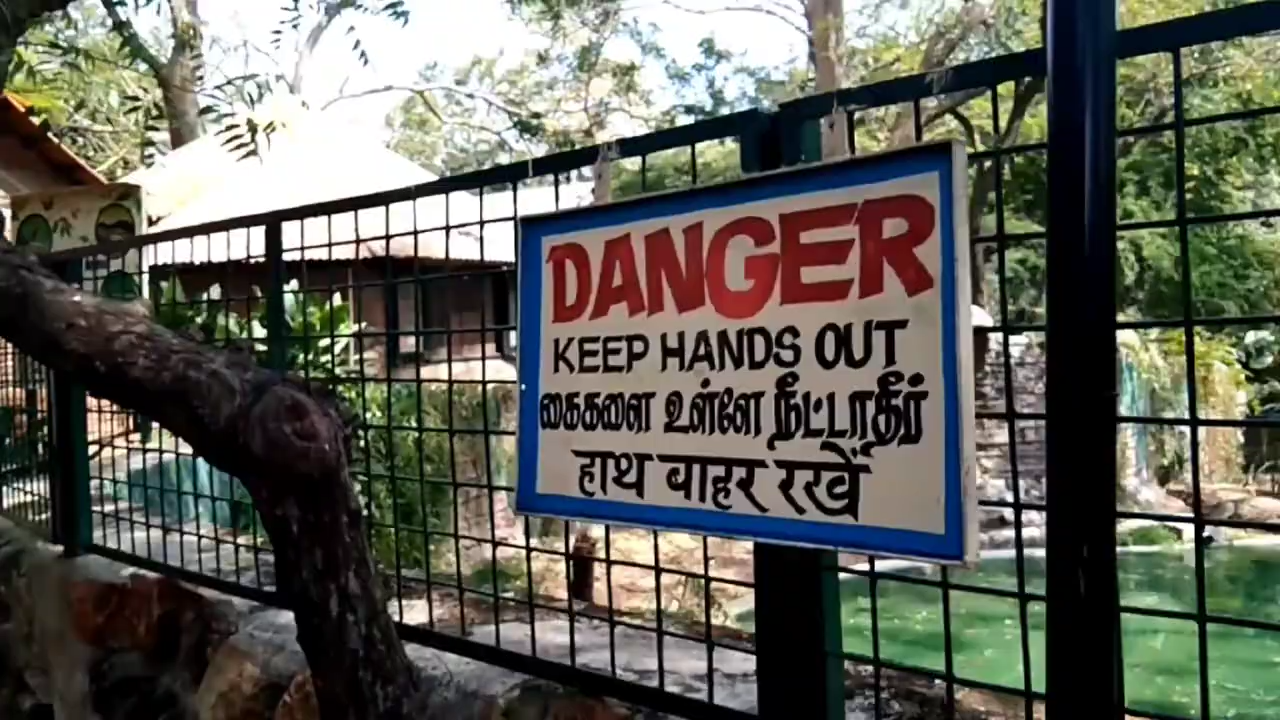 DANGER
KEEP HANDS OUT
கைகளை உள்ளே நீட்டாதீர்
हाथ बाहर रखें